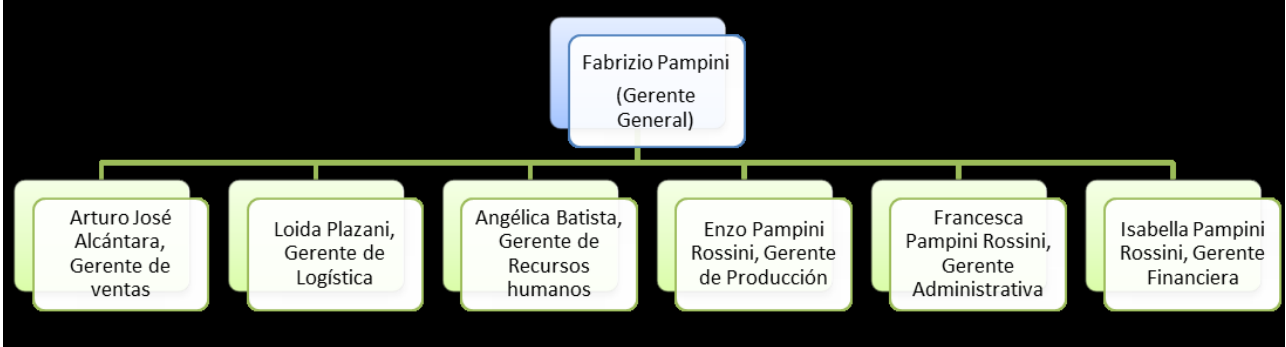 Fabrizio Pampini
(Gerente
General)
Arturo José
Alcántara,
Gerente de
ventas
Loida Plazani,
Gerente de
Logística
Angélica Batista,
Gerente de
Recursos
humanos
Enzo Pampini
Rossini, Gerente
de Producción
Francesca
Pampini Rossini,
Gerente
Administrativa
Isabella Pampini
Rossini, Gerente
Financiera